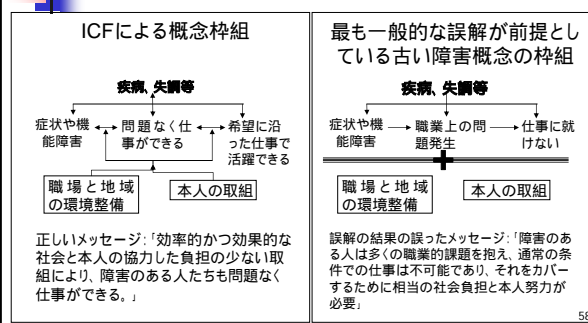 ICFによる概念枠組
疾病、失調等
症状や機
能障害
問題なく仕
事ができる
希望に沿
った仕事で
活躍できる
職場と地域
の環境整備
本人の取組
正しいメッセージ:「効率的かつ効果的な
社会と本人の協力した負担の少ない取
組により、障害のある人たちも問題なく
仕事ができる。」
最も一般的な誤解が前提とし
ている古い障害概念の枠組
疾病、失調等
症状や機
能障害
職業上の問
題発生
仕事に就
けない
職場と地域
の環境整備
本人の取組
誤解の結果の誤ったメッセージ:「障害のあ
る人は多くの職業的課題を抱え、通常の条
件での仕事は不可能であり、それをカバー
するために相当の社会負担と本人努力が
必要」
58